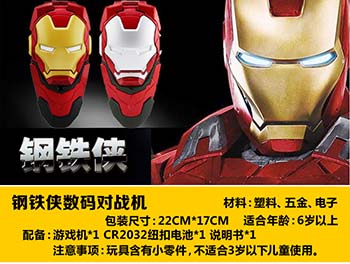 钢铁侠
钢铁侠数码对战机
材料：塑料、五金、电子
包装尺寸：22CM*17CM 适合年龄：6岁以上
配备：游戏机*1 CR2032纽扣电池*1 说明书*1
注意事项：玩具含有小零件，不适合3岁以下儿童使用。